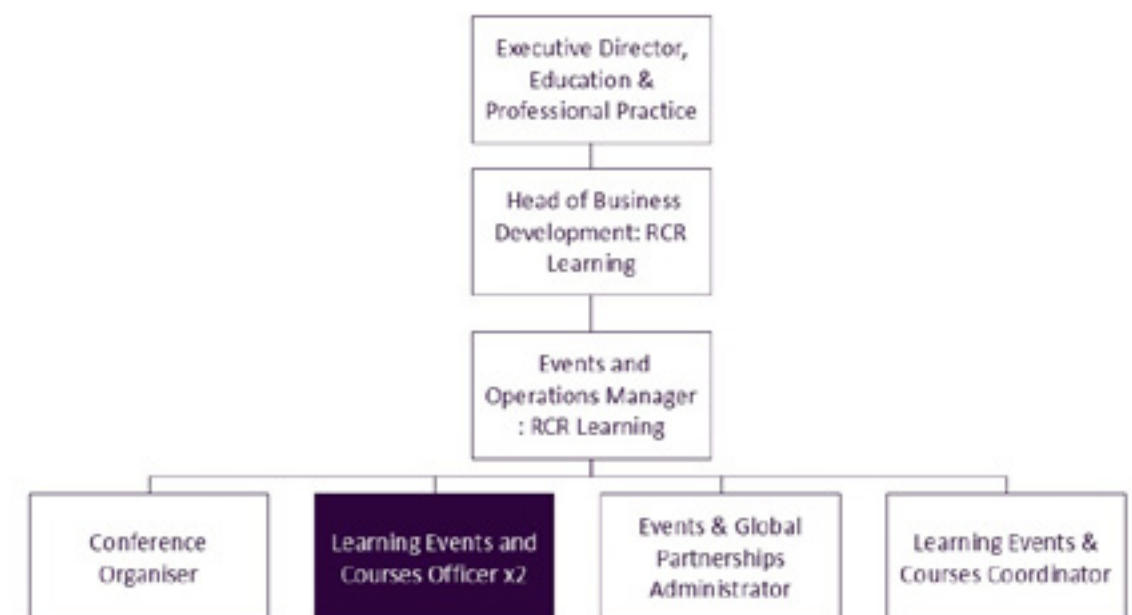 Executive Director,
Education &
Professional Practice
Head of Business
Development: RCR
Learning
Events and
Operations Manager
: RCR Learning
Conference
Organiser
Learning Events and
Courses Officer x2
Events & Global
Partnerships
Administrator
Learning Events &
Courses Coordinator